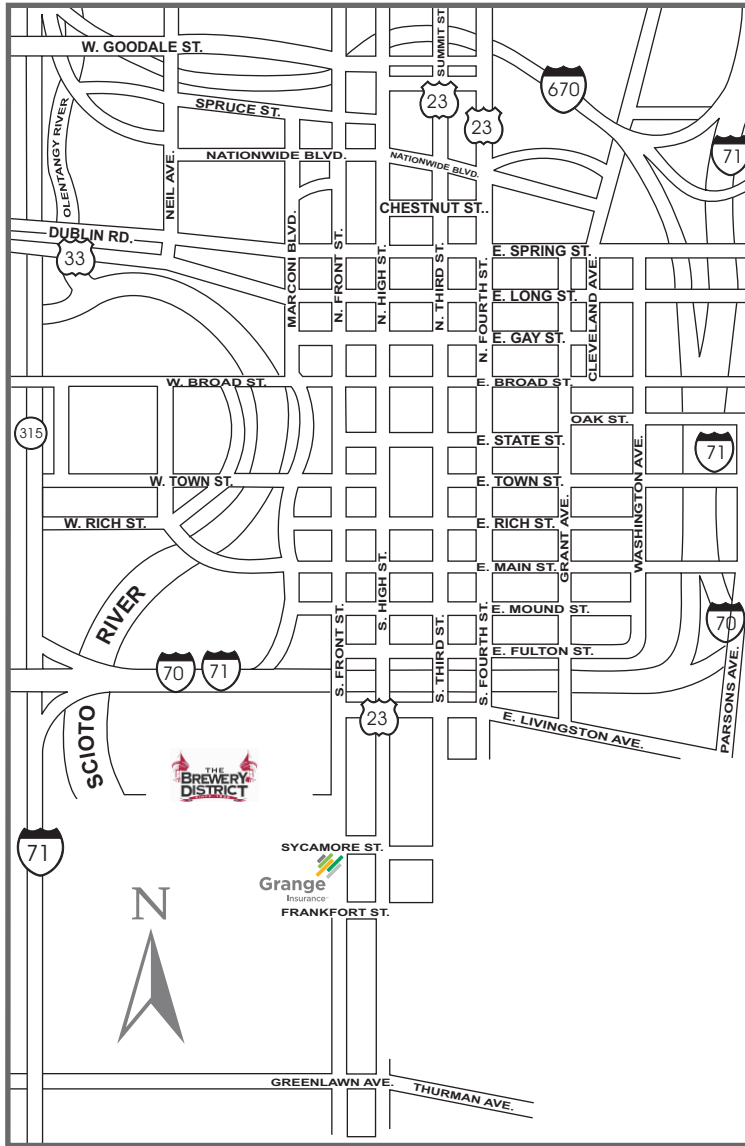 W. GOODALE ST.
SUMMIT ST
670
23
23
SPRUCE ST.
OLENTANGY RIVER
NEIL AVE.
NATIONWIDE BLVD.
NATIONWIDE BLVD.
71
CHESTNUT ST..
DUBLIN RD.
33
MARCONI BLVD.
N. FRONT ST.
N. HIGH ST.
N. THIRD ST.
N. FOURTH ST.
E. SPRING ST.
E. LONG ST.
CLEVELAND AVE.
E. GAY ST.
W. BROAD ST.
E. BROAD ST.
OAK ST.
315
E. STATE ST.
71
W. TOWN ST.
E. TOWN ST.
WASHINGTON AVE.
W. RICH ST.
E. RICH ST.
GRANT AVE.
E. MAIN ST.
S. HIGH ST.
RIVER
E. MOUND ST.
70
S. FRONT ST.
S. THIRD ST.
S. FOURTH ST.
E. FULTON ST.
70
71
PARSONS AVE.
SCIOTO
23
E. LIVINGSTON AVE.
THE
BREWERY
DISTRICT
71
SYCAMORE ST.
Grange
Insurance
FRANKFORT ST.
N
GREENLAWN AVE.
THURMAN AVE.